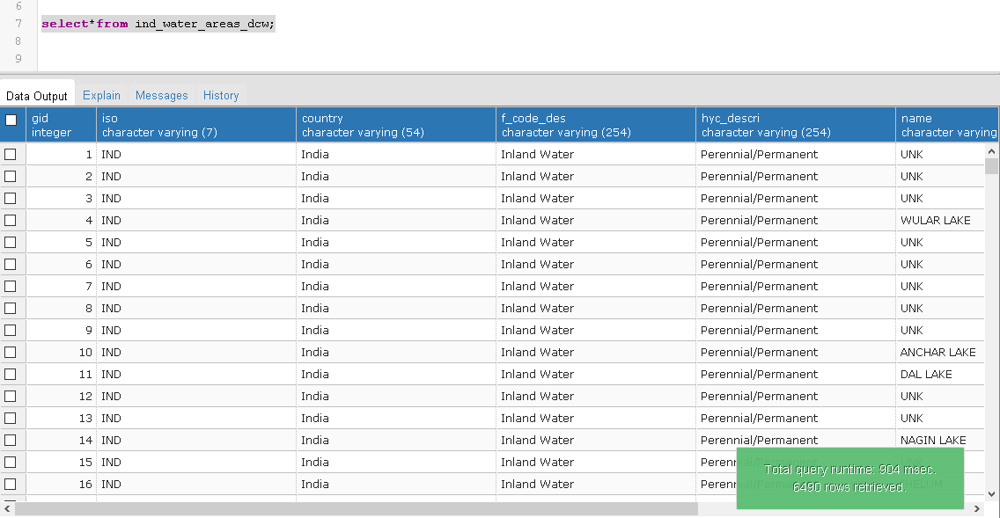 6
7 select*from ind_water_areas_dcw;
8
9
Data Output Explain Messages History
gid iso country f_code_des hyc_descri name
integer character varying (7) character varying (54) character varying (254) character varying (254) character varying
1 IND India Inland Water Perennial/Permanent UNK
2 IND India Inland Water Perennial/Permanent UNK
3 IND India Inland Water Perennial/Permanent UNK
4 IND India Inland Water Perennial/Permanent WULAR LAKE
5 IND India Inland Water Perennial/Permanent UNK
6 IND India Inland Water Perennial/Permanent UNK
7 IND India Inland Water Perennial/Permanent UNK
8 IND India Inland Water Perennial/Permanent UNK
9 IND India Inland Water Perennial/Permanent UNK
10 IND India Inland Water Perennial/Permanent ANCHAR LAKE
11 IND India Inland Water Perennial/Permanent DAL LAKE
12 IND India Inland Water Perennial/Permanent UNK
13 IND India Inland Water Perennial/Permanent UNK
14 IND India Inland Water Perennial/Permanent NAGIN LAKE
15 IND India Inland Water
16 IND India Inland Water
Total query runtime: 904 msec.
6490 rows retrieved.